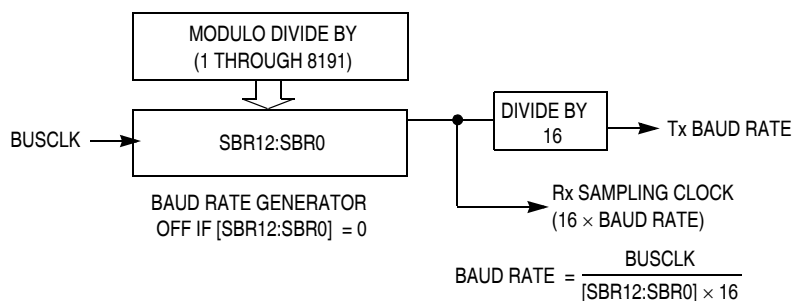 MODULO DIVIDE BY
(1 THROUGH 8191)
BUSCLK
SBR12:SBR0
DIVIDE BY
16
Tx BAUD RATE
BAUD RATE GENERATOR
OFF IF [SBR12:SBR0] = 0
Rx SAMPLING CLOCK
(16 × BAUD RATE)
BAUD RATE =
BUSCLK
[SBR12:SBR0] × 16